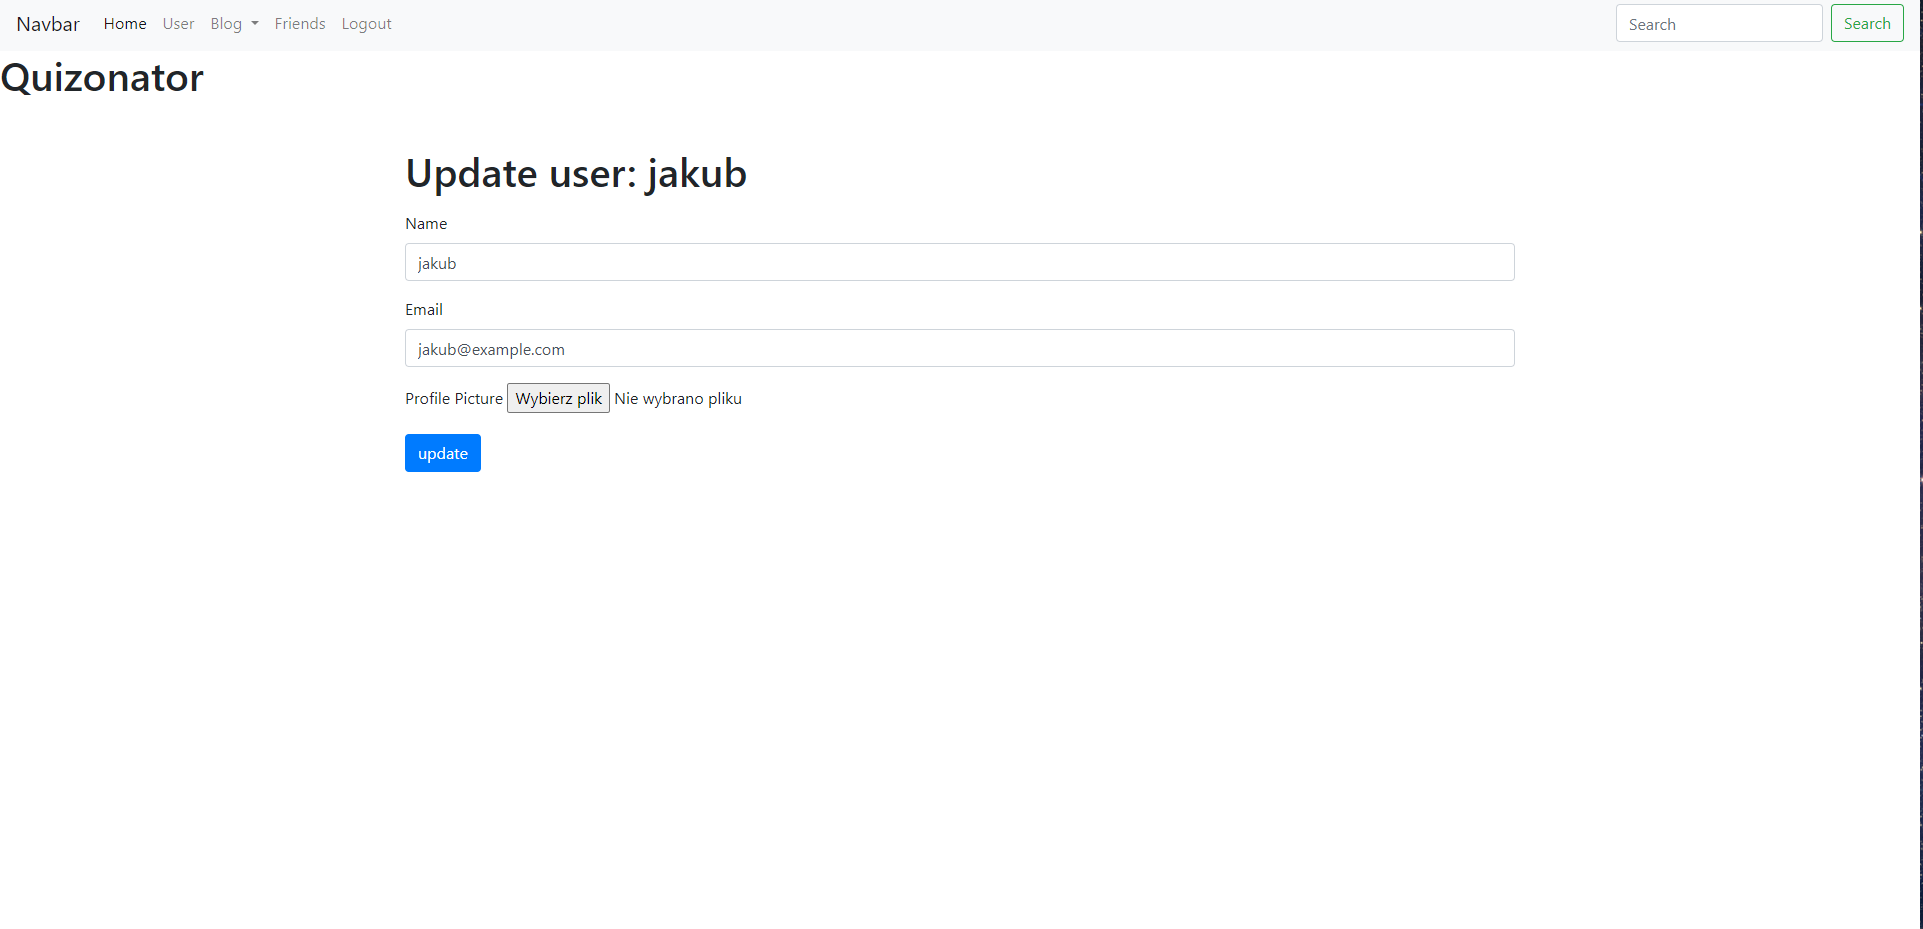 Navbar Home User Blog Friends Logout Search Search
Quizonator
Update user: jakub
Name
jakub
Email
jakub@example.com
Profile Picture Wybierz plik Nie wybrano pliku
update